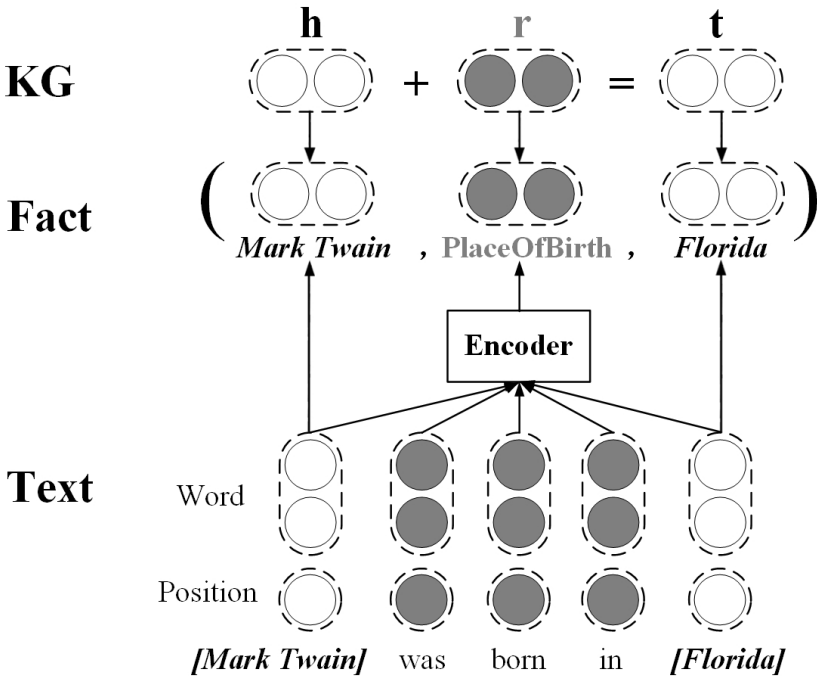 h r t
KG + =
Fact ( )
Mark Twain , PlaceOfBirth , Florida
Encoder
Text
Word
Position
[Mark Twain] was born in [Florida]